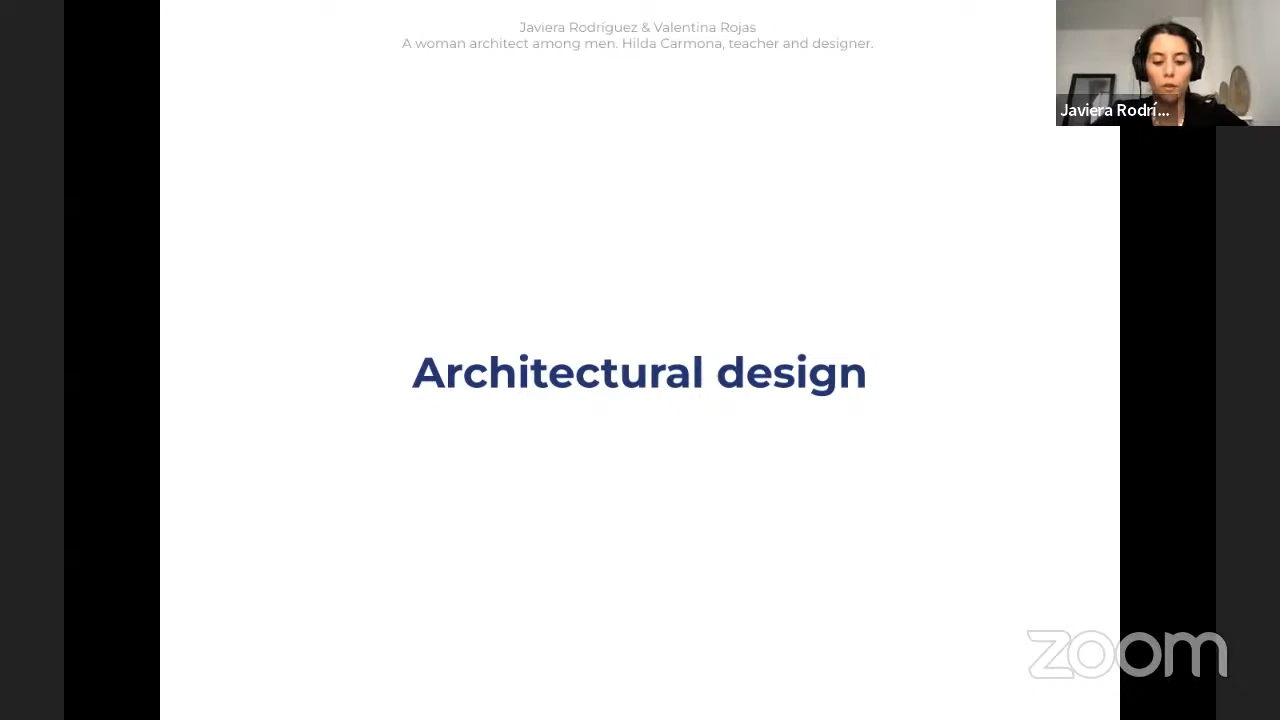 Javiera Rodríguez & Valentina Rojas
A woman architect among men. Hilda Carmona, teacher and designer.
Javiera Rodrí...
Architectural design
zoom